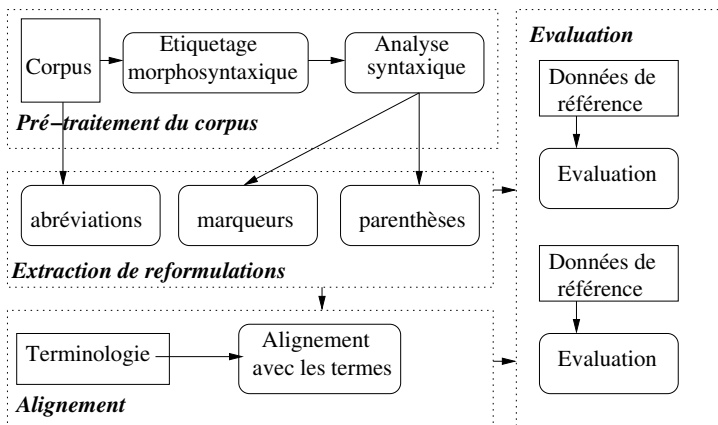 Corpus
Etiquetage
morphosyntaxique
Analyse
syntaxique
Pré−traitement du corpus
abréviations
marqueurs
parenthèses
Extraction de reformulations
Terminologie
Alignement
avec les termes
Alignement
Evaluation
Données de
référence
Evaluation
Données de
référence
Evaluation